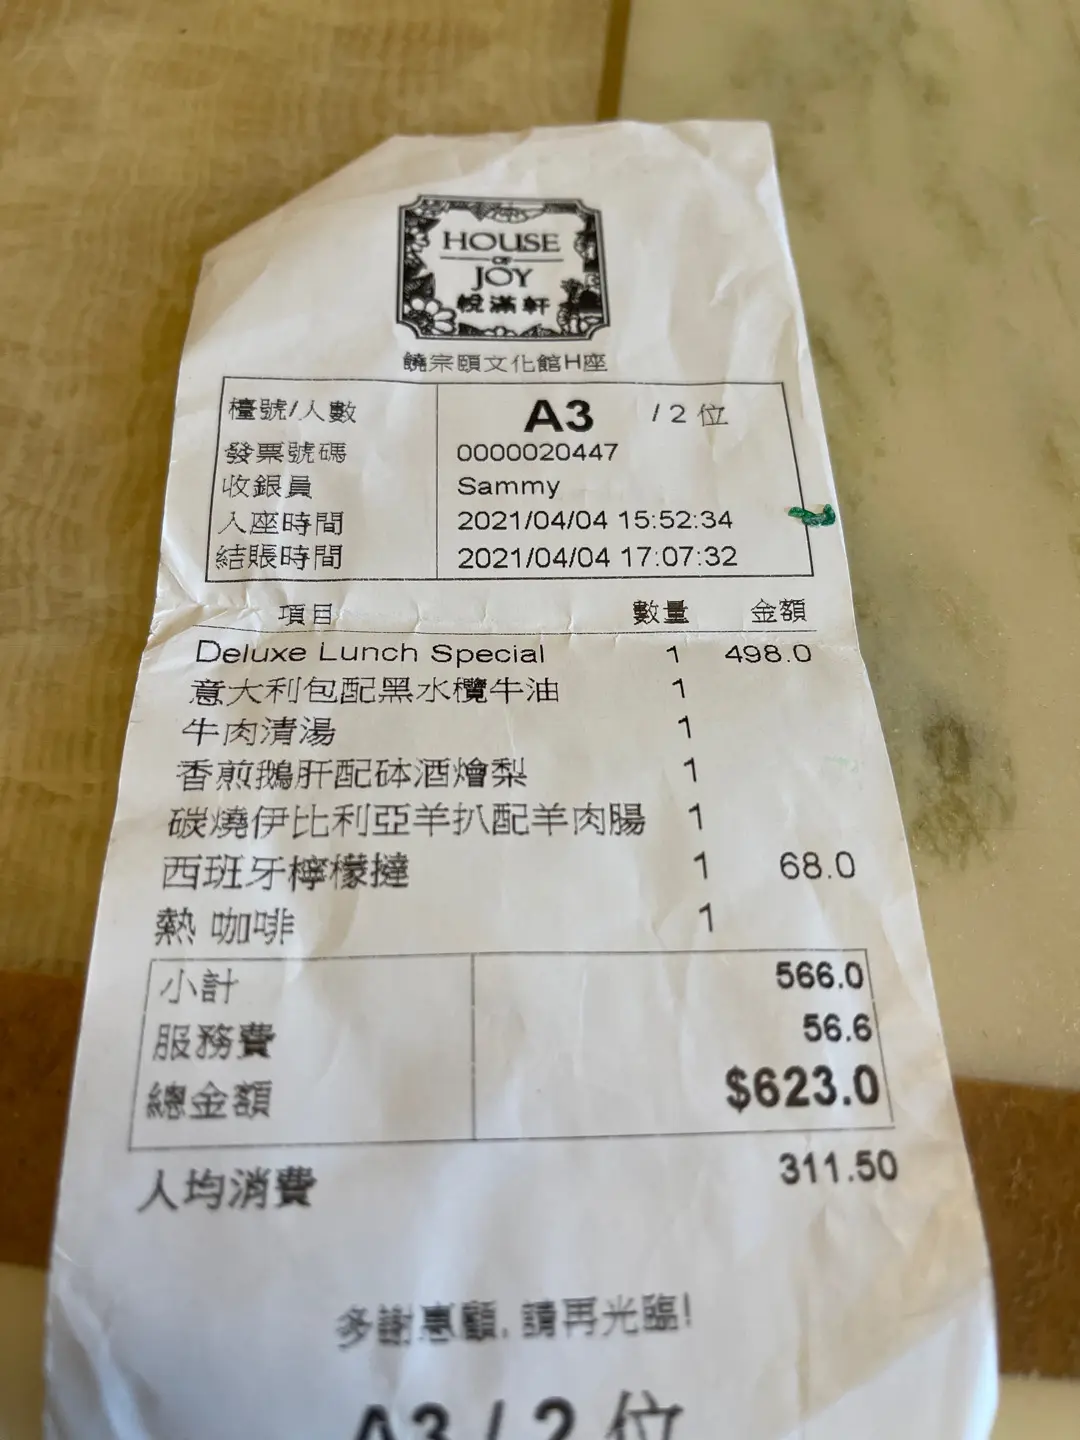 HOUSE
OF
JOY
悅滿軒
饒宗頤文化館H座
檯號/人數 A3 / 2 位
發票號碼 0000020447
收銀員 Sammy
入座時間 2021/04/04 15:52:34
結賬時間 2021/04/04 17:07:32
項目 數量 金額
Deluxe Lunch Special 1 498.0
意大利包配黑水欖牛油 1
牛肉清湯 1
香煎鵝肝配砵酒燴梨 1
碳燒伊比利亞羊扒配羊肉腸 1
西班牙檸檬撻 1 68.0
熱 咖啡 1
小計 566.0
服務費 56.6
總金額 $623.0
人均消費 311.50
多謝惠顧, 請再光臨!
A3 / 2 位